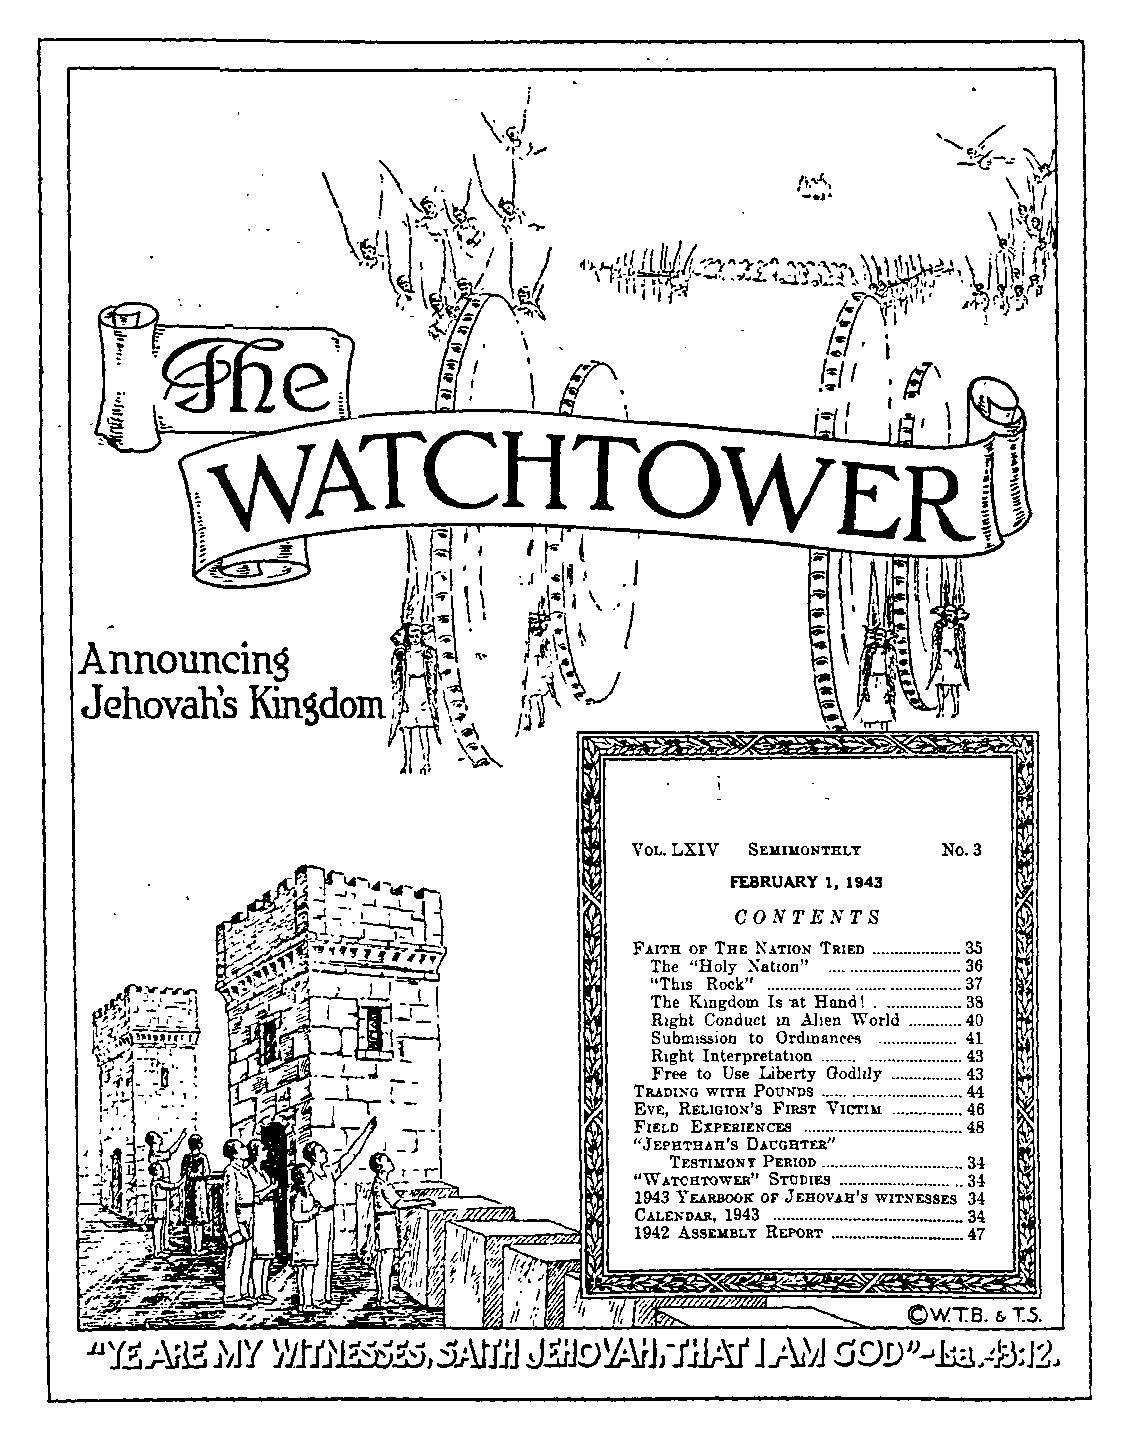 The
WATCHTOWER
Announcing
Jehovah's Kingdom
VOL. LXIV SEMIMONTHLY No. 3
FEBRUARY 1, 1943
CONTENTS
FAITH OF THE NATION TRIED .................... 35
The "Holy Nation" .... ......................... 36
"This Rock" ................... ....... ................ 37
The Kingdom Is at Hand! . ................. 38
Right Conduct in Alien World ............ 40
Submission to Ordinances .................. 41
Right Interpretation ....... ..................... 43
Free to Use Liberty Godlily ................ 43
TRADING WITH POUNDS ...... .......................... 44
EVE, RELIGION'S FIRST VICTIM ................ 46
FIELD EXPERIENCES .................................... 48
"JEPHTHAH'S DAUGHTER"
TESTIMONY PERIOD ................................ 34
"WATCHTOWER" STUDIES ............................ .. 34
1943 YEARBOOK OF JEHOVAH'S WITNESSES 34
CALENDAR, 1943 ........................................... 34
1942 ASSEMBLY REPORT .............................. 47
©W.T.B. & T.S.
"YE ARE MY WITNESSES, SAITH JEHOVAH, THAT I AM GOD"-Isa. 43:12.